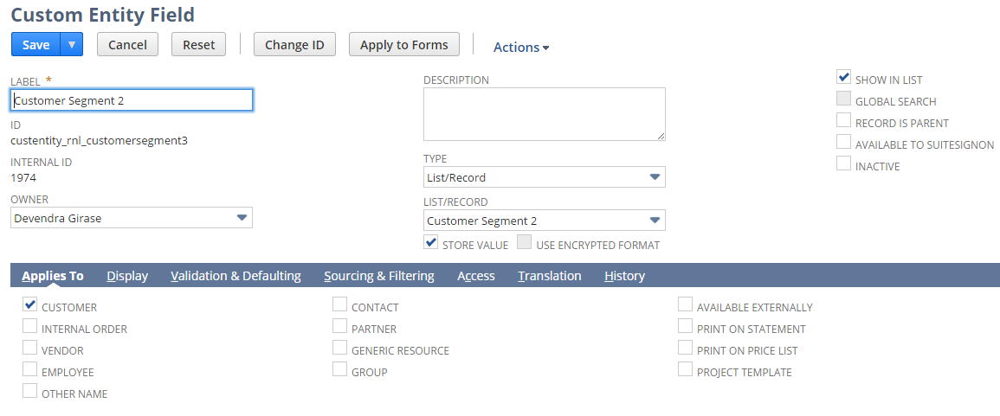 Custom Entity Field
Save Cancel Reset Change ID Apply to Forms Actions
LABEL *
Customer Segment 2
ID
custentity_rnl_customersegment3
INTERNAL ID
1974
OWNER
Devendra Girase
DESCRIPTION
TYPE
List/Record
LIST/RECORD
Customer Segment 2
STORE VALUE USE ENCRYPTED FORMAT
SHOW IN LIST
GLOBAL SEARCH
RECORD IS PARENT
AVAILABLE TO SUITESIGNON
INACTIVE
Applies To Display Validation & Defaulting Sourcing & Filtering Access Translation History
CUSTOMER
INTERNAL ORDER
VENDOR
EMPLOYEE
OTHER NAME
CONTACT
PARTNER
GENERIC RESOURCE
GROUP
AVAILABLE EXTERNALLY
PRINT ON STATEMENT
PRINT ON PRICE LIST
PROJECT TEMPLATE